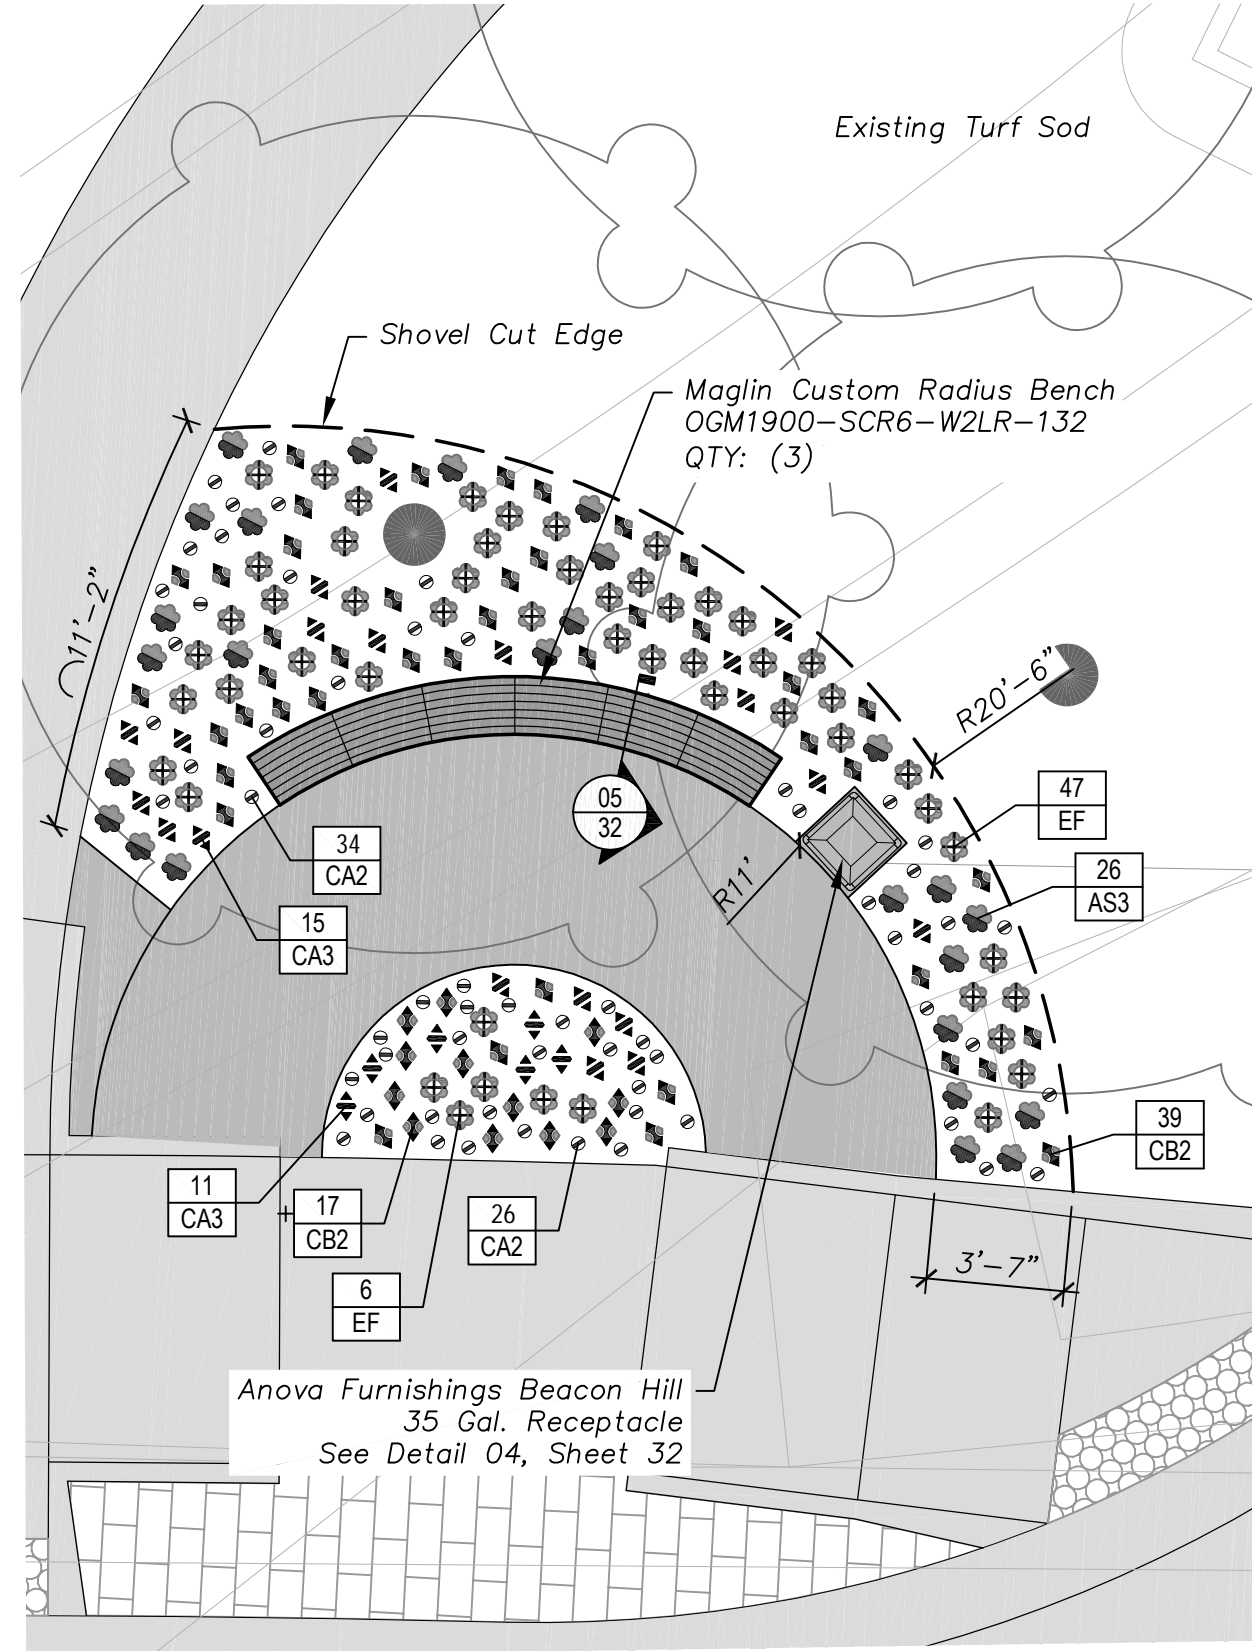 Existing Turf Sod
Shovel Cut Edge
Maglin Custom Radius Bench
OGM1900-SCR6-W2LR-132
QTY: (3)
11'-2"
R20'-6"
05
32
47
EF
34
CA2
26
AS3
R11'
15
CA3
39
CB2
11
CA3
17
CB2
26
CA2
3'-7"
6
EF
Anova Furnishings Beacon Hill
35 Gal. Receptacle
See Detail 04, Sheet 32